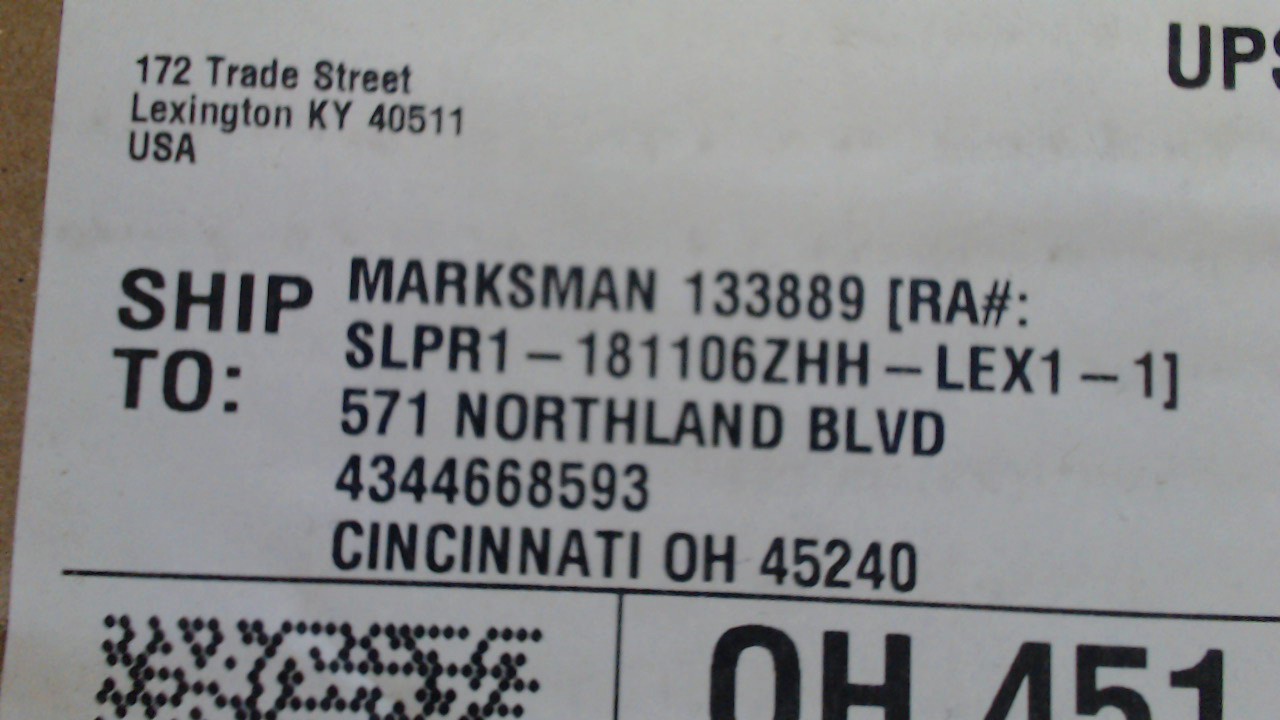 172 Trade Street
Lexington KY 40511
USA
UPS
SHIP TO:
MARKSMAN 133889 [RA#:
SLPR1-181106ZHH-LEX1-1]
571 NORTHLAND BLVD
4344668593
CINCINNATI OH 45240
OH 451